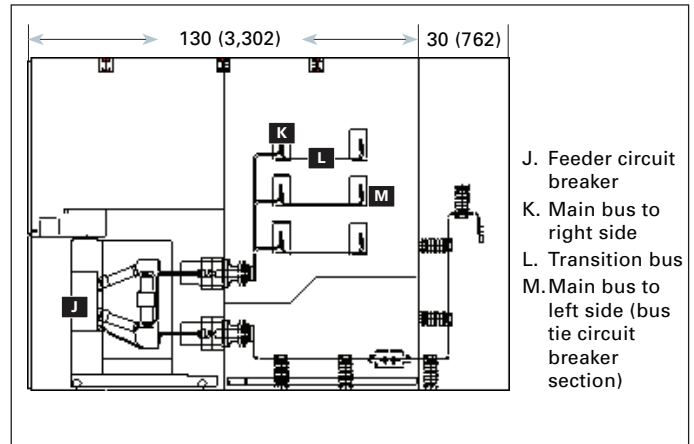 130 (3,302)
30 (762)
K
L
M
J
J. Feeder circuit
breaker
K. Main bus to
right side
L. Transition bus
M.Main bus to
left side (bus
tie circuit
breaker
section)